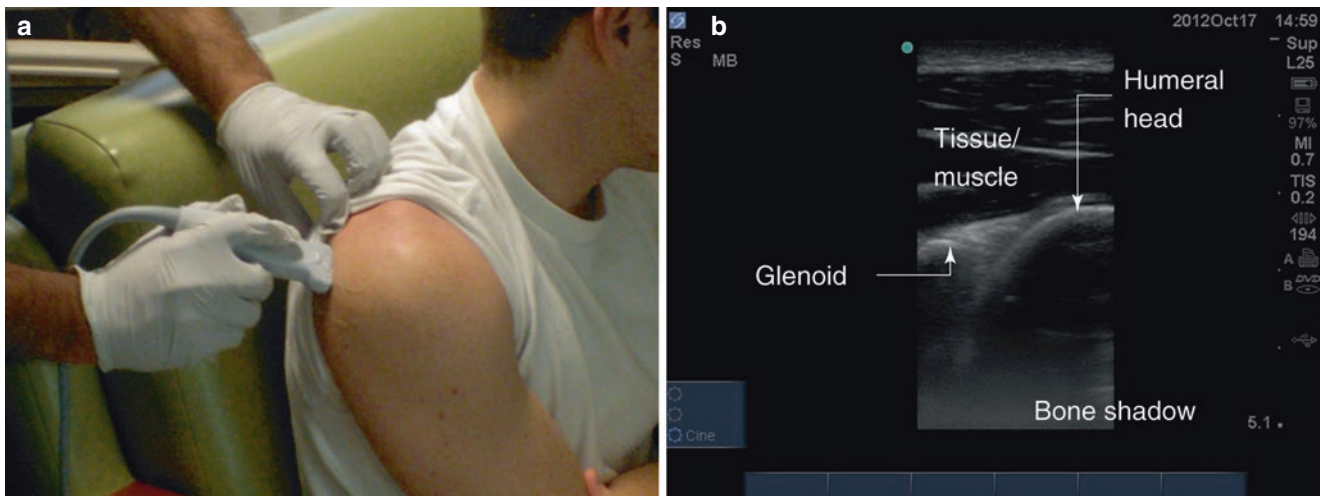 a
b
2012Oct17 14:59
Res
S MB
Sup
L25
97%
MI
0.7
TIS
0.2
194
A
B DVD
Humeral
head
Tissue/
muscle
Glenoid
Bone shadow
5.1
Cine